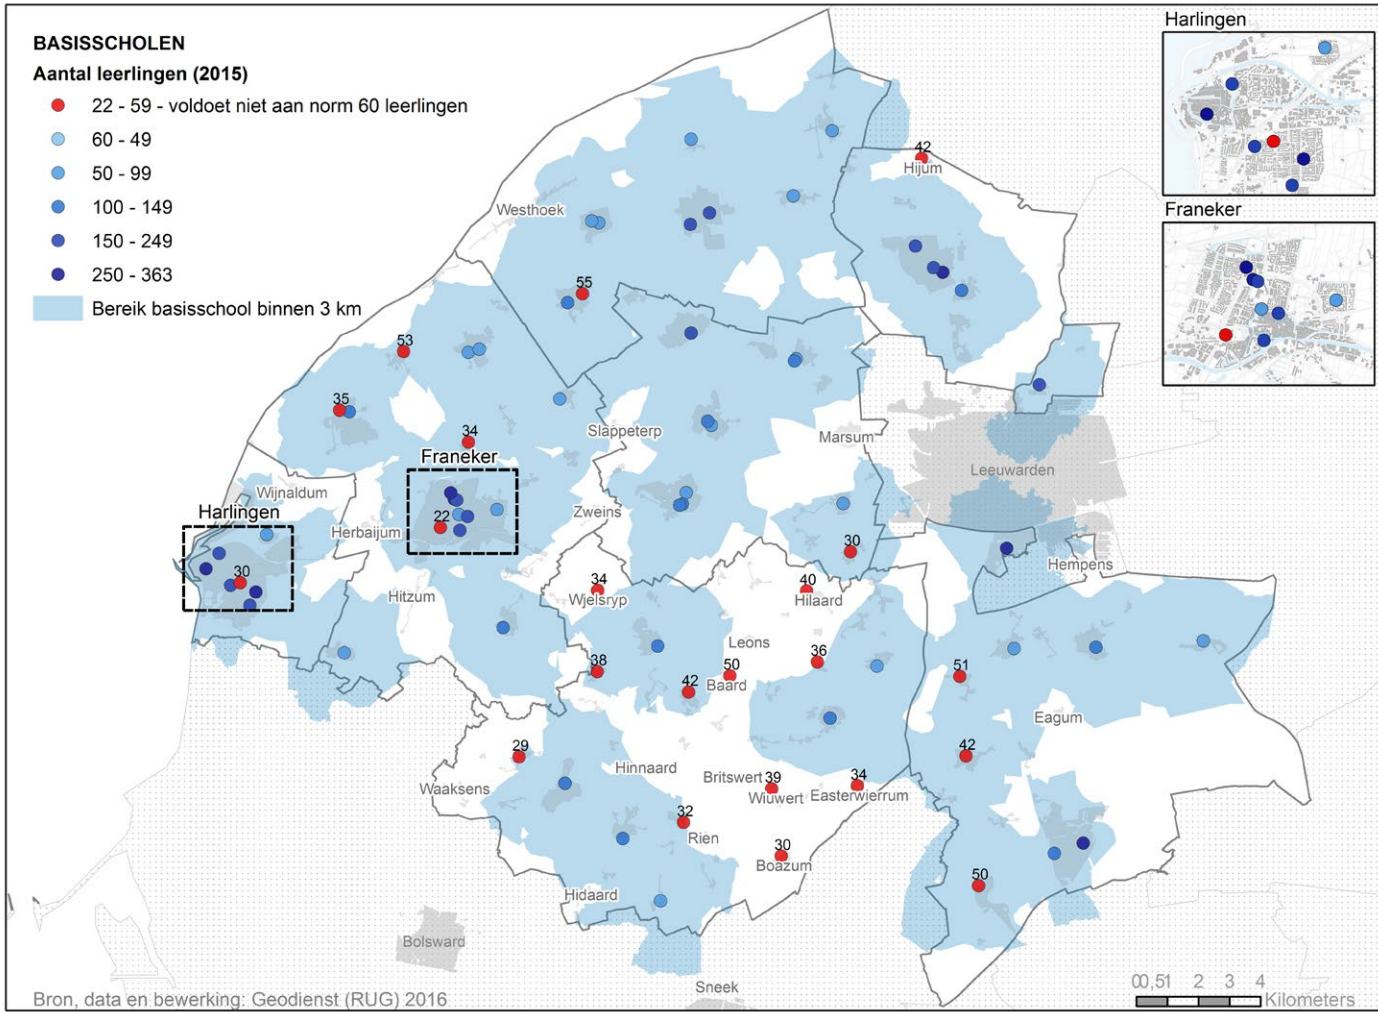 BASISSCHOLEN
Aantal leerlingen (2015)
22 - 59 - voldoet niet aan norm 60 leerlingen
60 - 49
50 - 99
100 - 149
150 - 249
250 - 363
Bereik basisschool binnen 3 km
Harlingen
Franeker
42
Hijum
Westhoek
55
53
35
34
Franeker
22
Slappeterp
Marsum
Leeuwarden
Wijnaldum
Harlingen
30
Herbaijum
Zweins
30
Hempens
Hitzum
34
Wjelsryp
40
Hilaard
Leons
36
38
42
50
Baard
51
Eagum
42
29
Waaksens
Hinnaard
Britswert
39
Wiuwert
34
Easterwierrum
32
Rien
30
Boazum
50
Hidaard
Bolsward
Sneek
00,51 2 3 4
Kilometers
Bron, data en bewerking: Geodienst (RUG) 2016